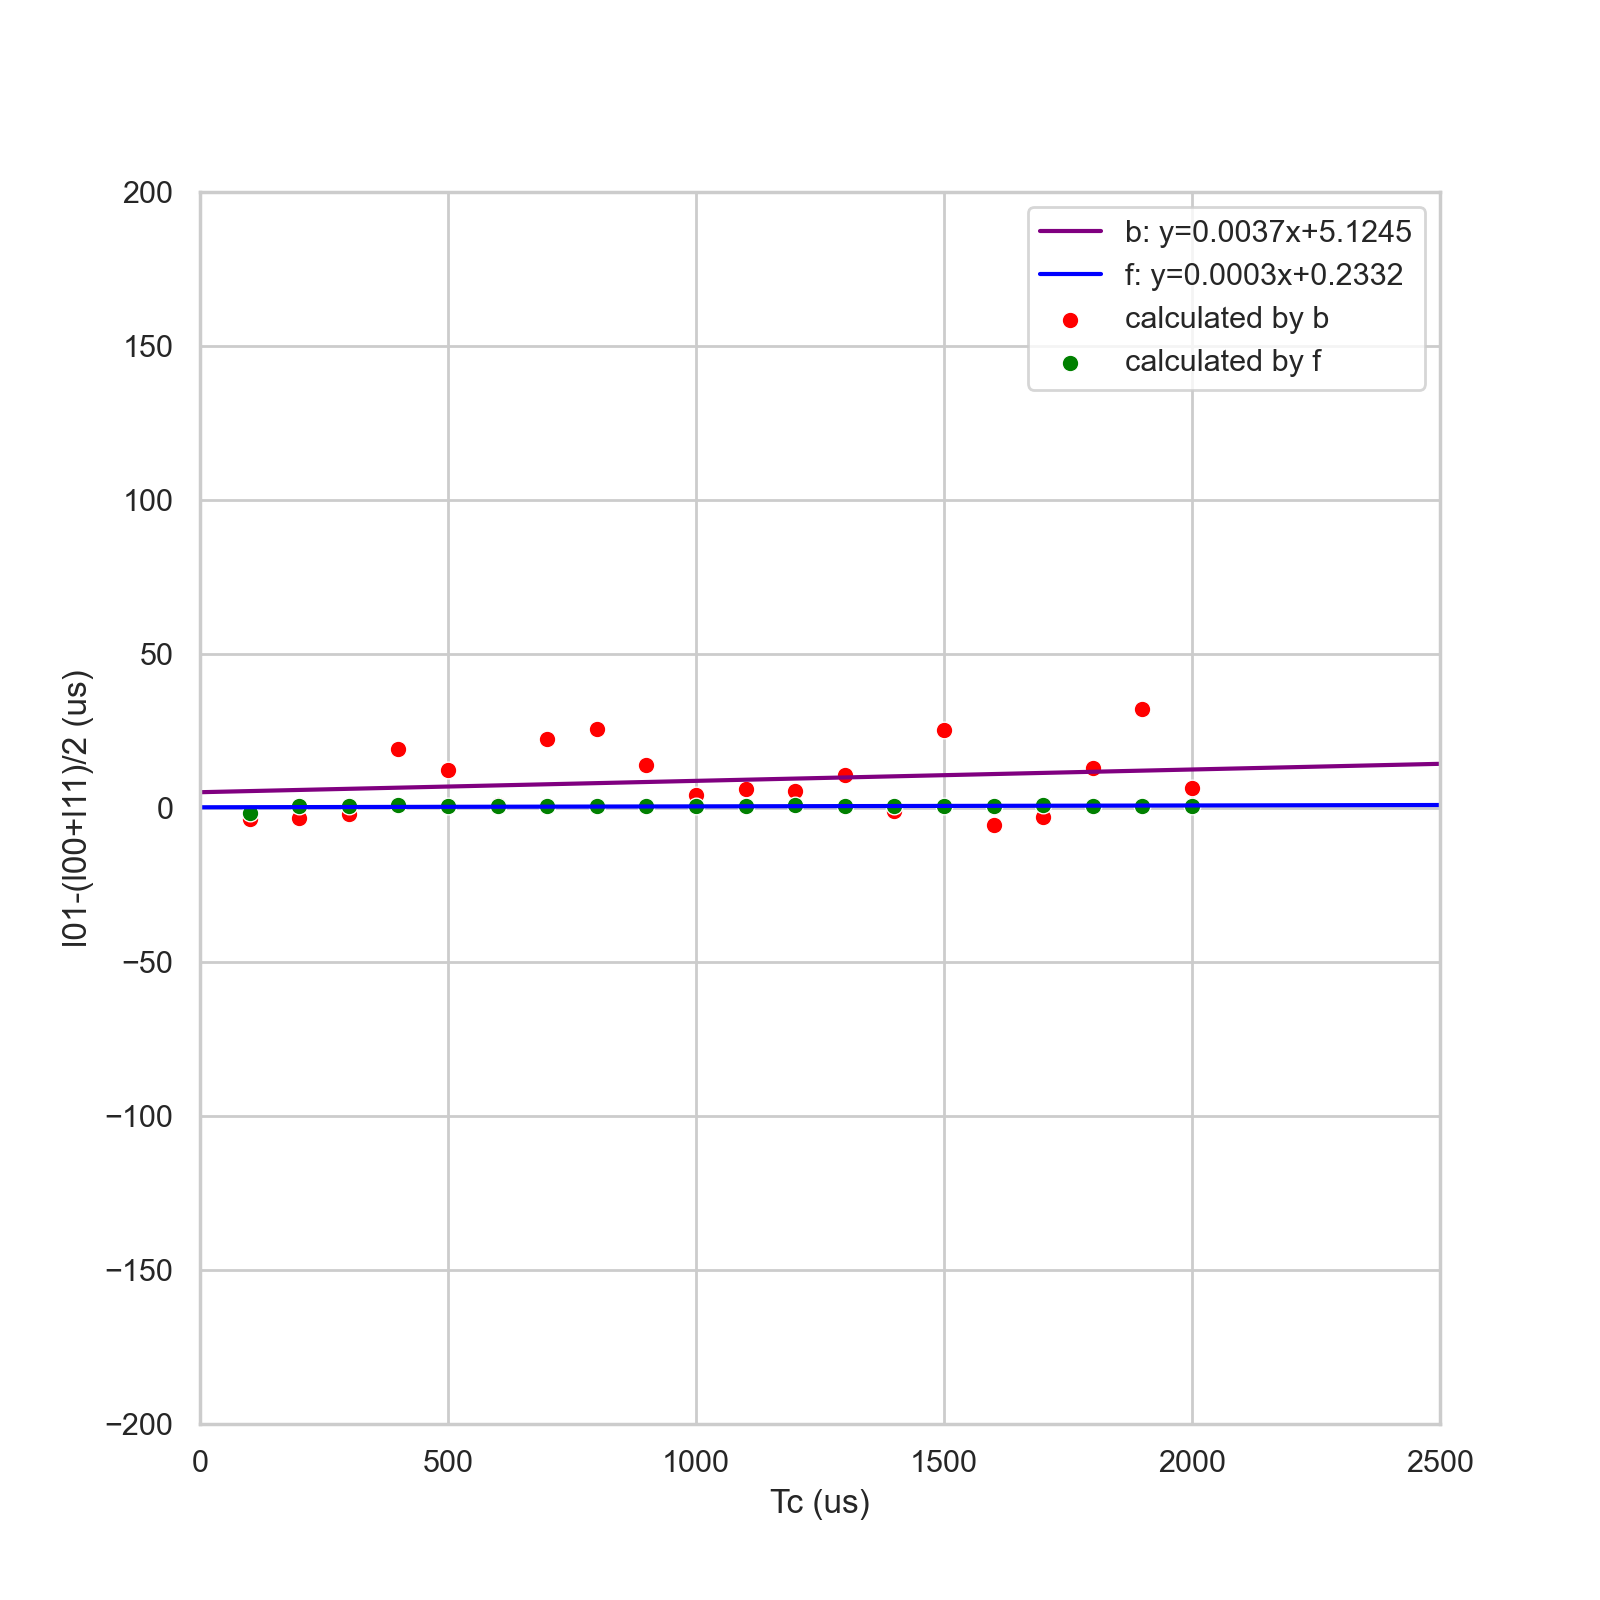 200
150
100
50
0
−50
−100
−150
−200
I01-(I00+I11)/2 (us)
b: y=0.0037x+5.1245
f: y=0.0003x+0.2332
calculated by b
calculated by f
0 500 1000 1500 2000 2500
Tc (us)